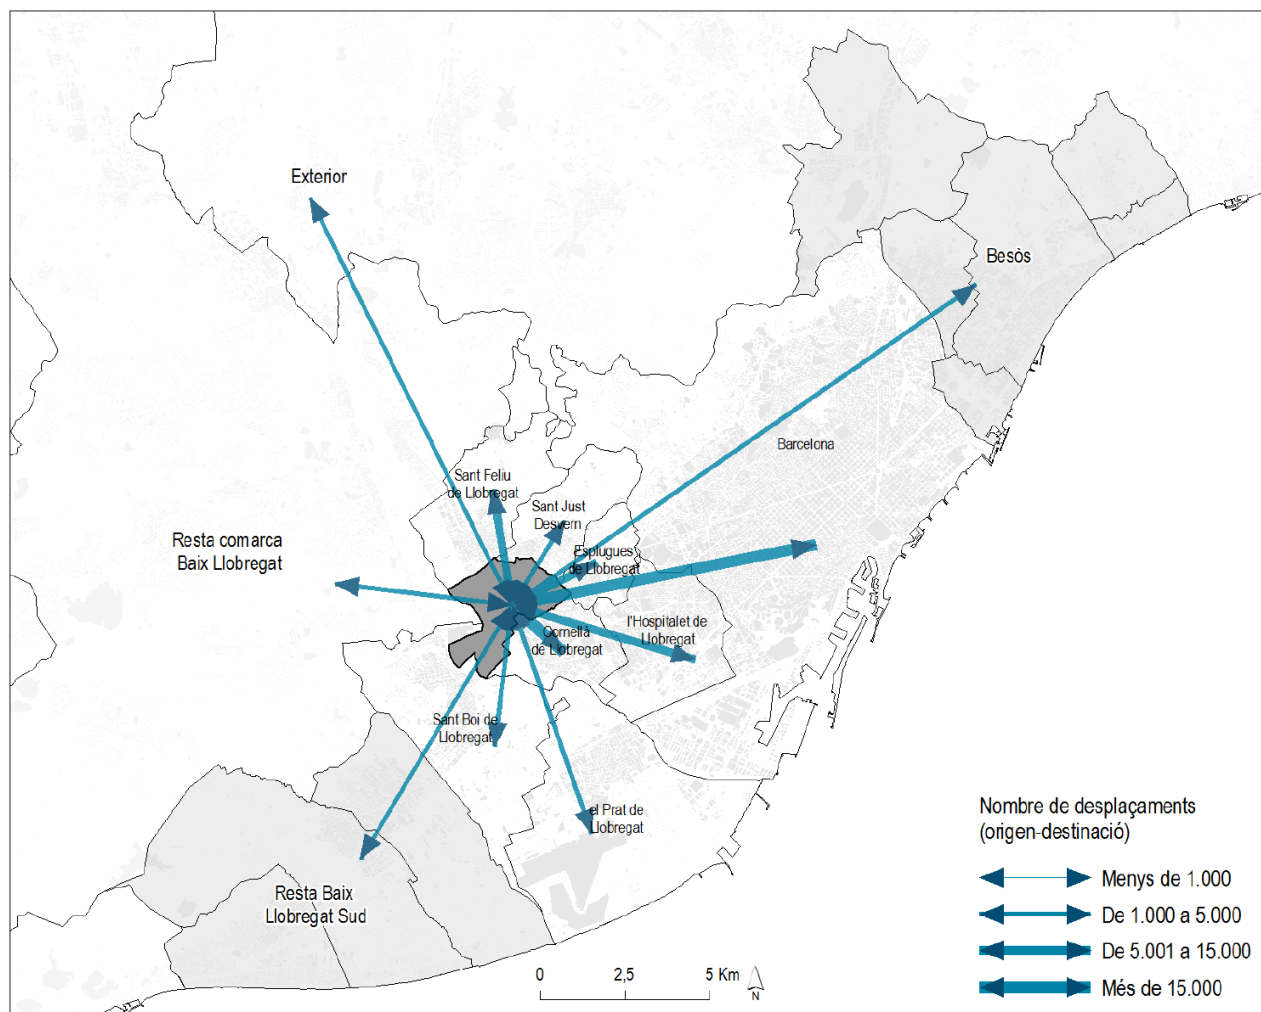 Exterior
Besòs
Barcelona
Sant Feliu
de Llobregat
Sant Just
Desvern
Resta comarca
Baix Llobregat
Esplugues
de Llobregat
l'Hospitalet de
Llobregat
Cornellà
de Llobregat
Sant Boi de
Llobregat
el Prat de
Llobregat
Resta Baix
Llobregat Sud
Nombre de desplaçaments
(origen-destinació)
Menys de 1.000
De 1.000 a 5.000
De 5.001 a 15.000
Més de 15.000
0 2,5 5 Km
N